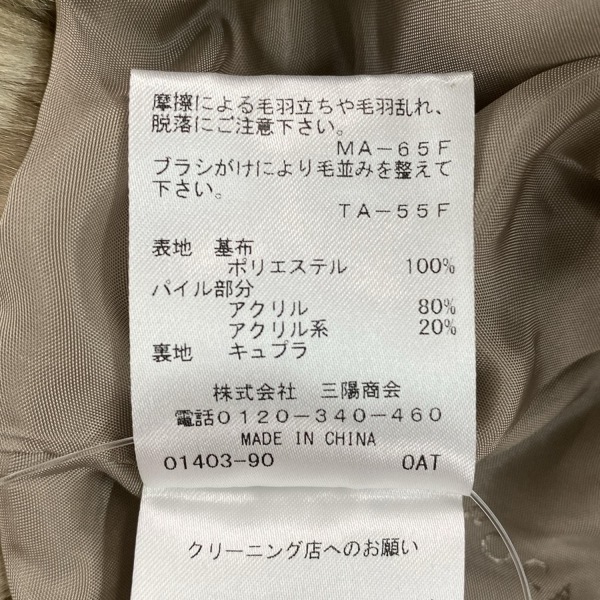 摩擦による毛羽立ちや毛羽乱れ、
脱落にご注意下さい。
ＭＡ－６５Ｆ
ブラシがけにより毛並みを整えて
下さい。
ＴＡ－５５Ｆ
表地 基布
ポリエステル 100%
パイル部分
アクリル 80%
アクリル系 20%
裏地 キュプラ
株式会社 三陽商会
電話０１２０－３４０－４６０
MADE IN CHINA
01403-90 0AT
クリーニング店へのお願い